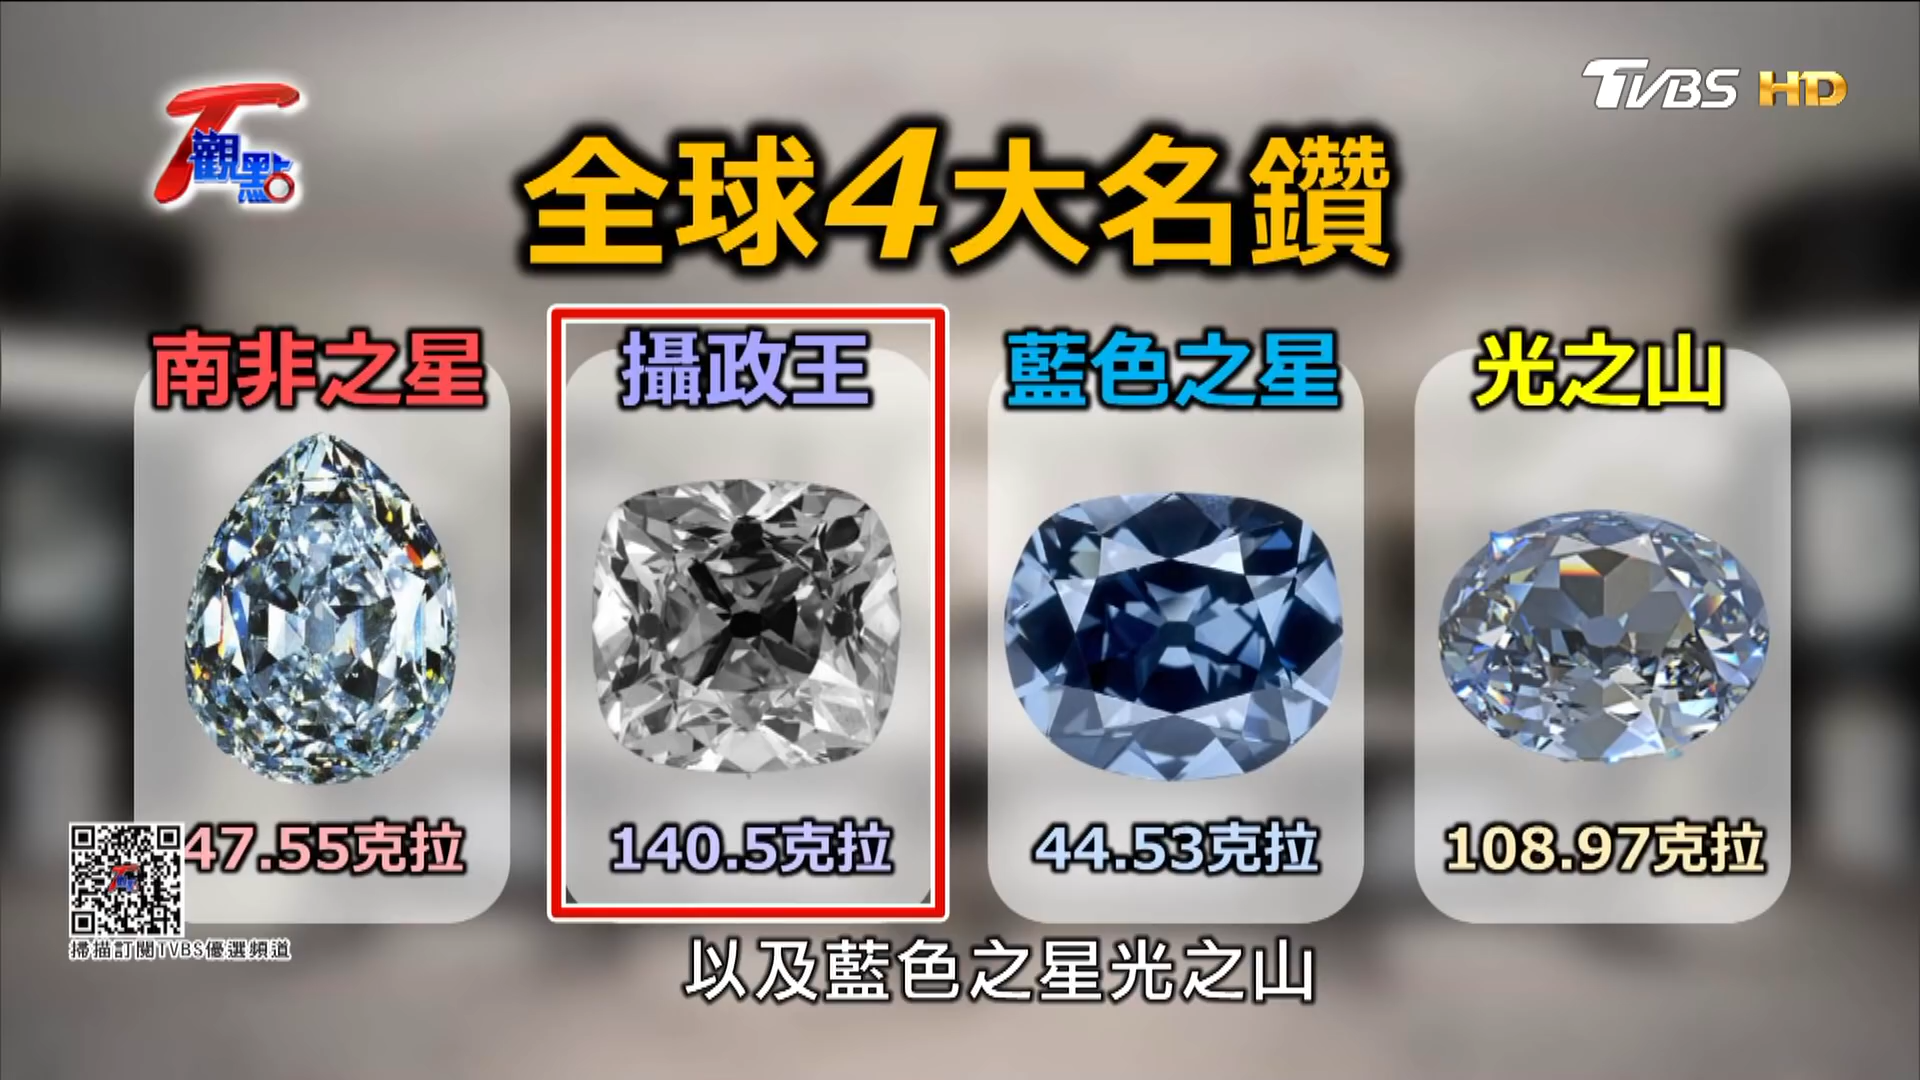 T觀點
TVBS HD
全球4大名鑽
南非之星
攝政王
藍色之星
光之山
47.55克拉
140.5克拉
44.53克拉
108.97克拉
掃描訂閱TVBS優選頻道
以及藍色之星光之山